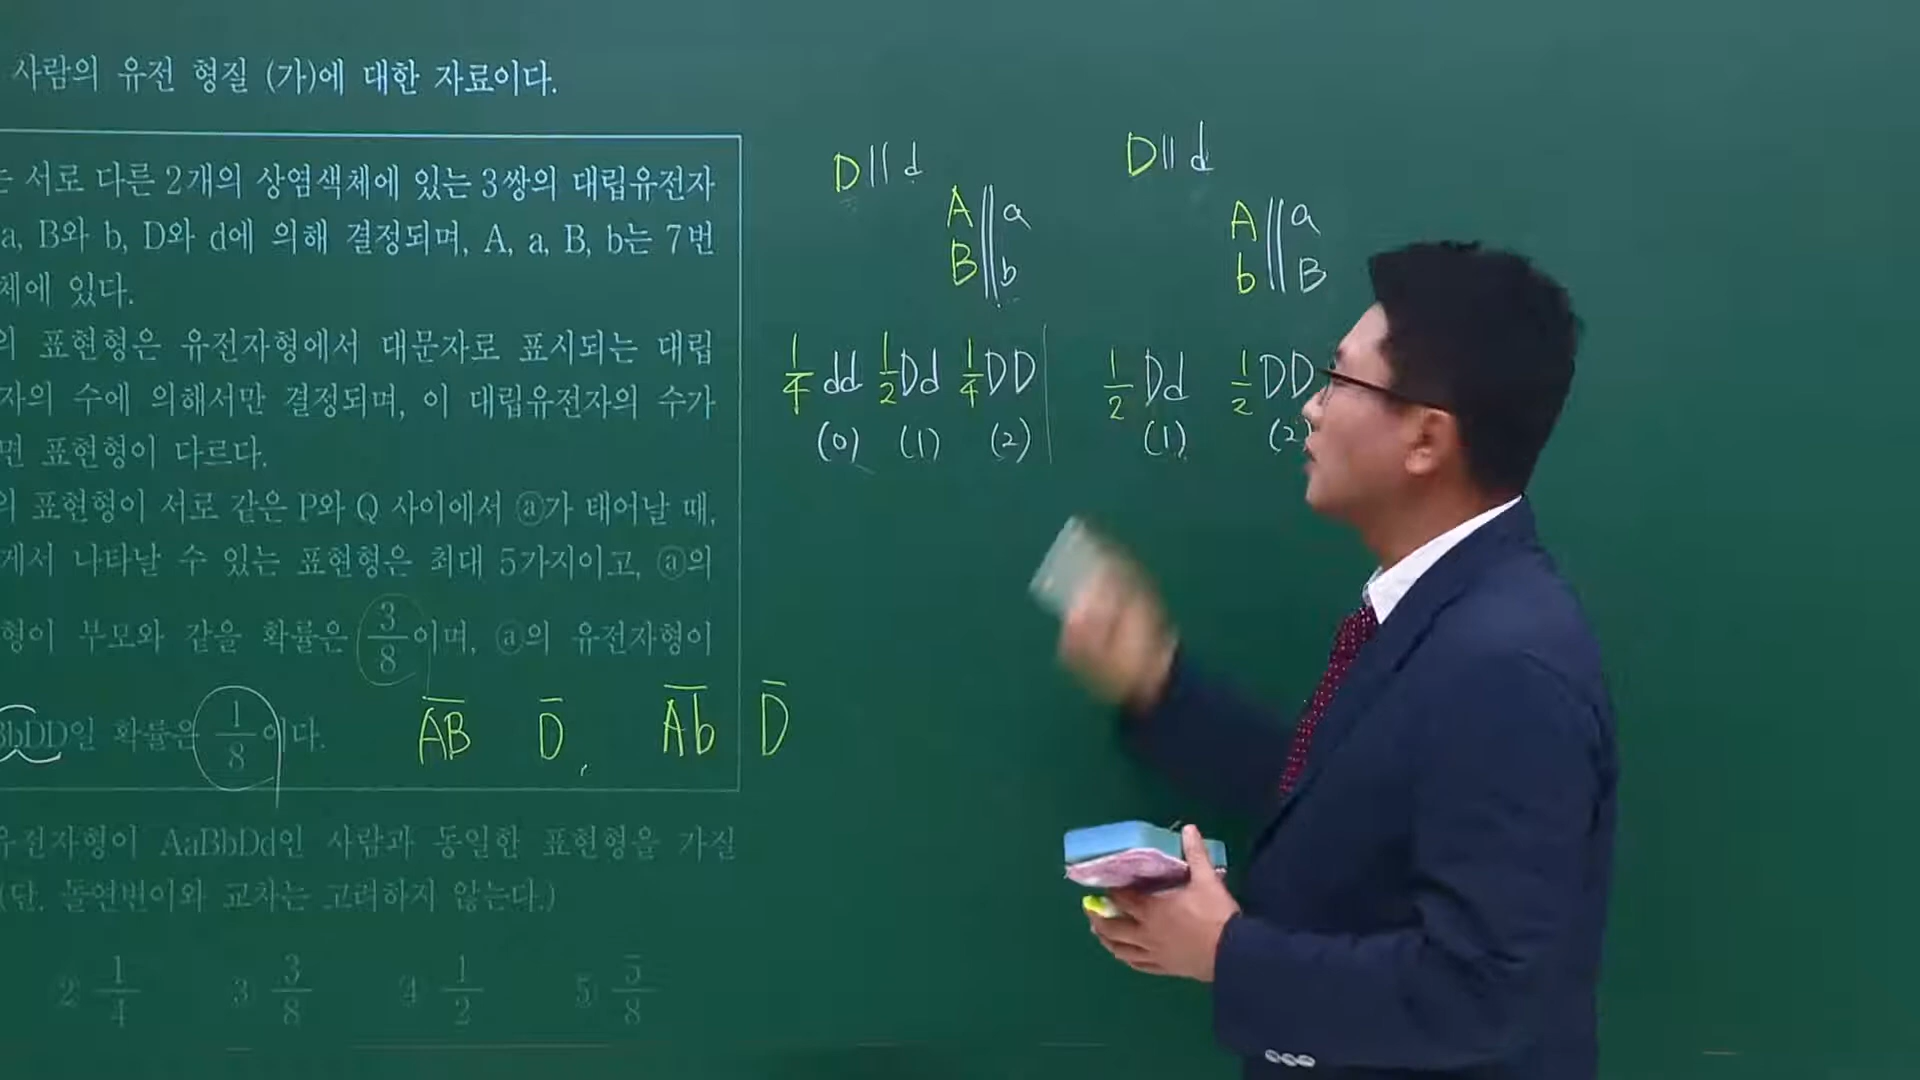 사람의 유전 형질 (가)에 대한 자료이다.
는 서로 다른 2개의 상염색체에 있는 3쌍의 대립유전자
a, B와 b, D와 d에 의해 결정되며, A, a, B, b는 7번
체에 있다.
의 표현형은 유전자형에서 대문자로 표시되는 대립
자의 수에 의해서만 결정되며, 이 대립유전자의 수가
면 표현형이 다르다.
의 표현형이 서로 같은 P와 Q 사이에서 ⓐ가 태어날 때,
게서 나타날 수 있는 표현형은 최대 5가지이고, ⓐ의
형이 부모와 같을 확률은 3/8이며, ⓐ의 유전자형이
BbDD일 확률은 1/8이다.
AB D, Ab D
유전자형이 AaBbDd인 사람과 동일한 표현형을 가질
(단, 돌연변이와 교차는 고려하지 않는다.)
2 1/4 3 3/8 4 1/2 5 5/8
D || d
A || a
B || b
1/4 dd 1/2 Dd 1/4 DD
(0) (1) (2)
D || d
A || a
b || B
1/2 Dd 1/2 DD
(1) (2)